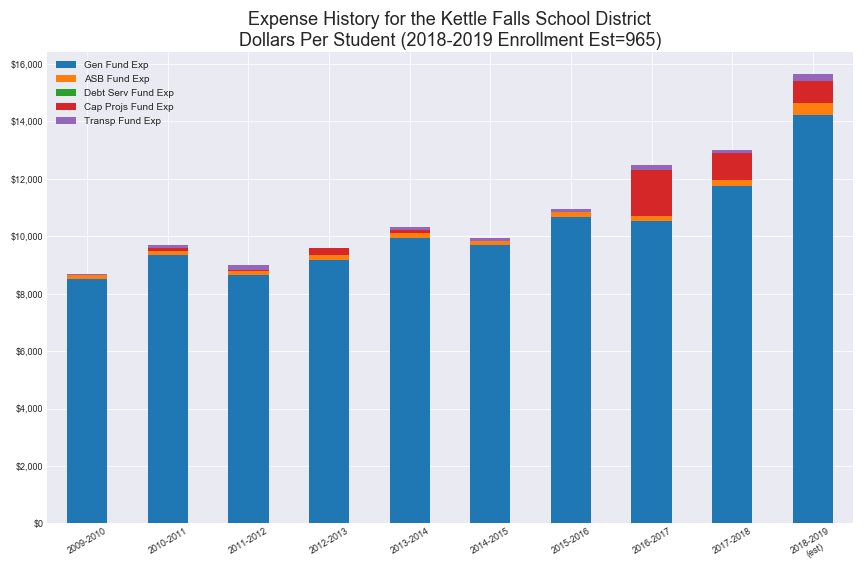 Expense History for the Kettle Falls School District
Dollars Per Student (2018-2019 Enrollment Est=965)
Gen Fund Exp
ASB Fund Exp
Debt Serv Fund Exp
Cap Projs Fund Exp
Transp Fund Exp
$16,000
$14,000
$12,000
$10,000
$8,000
$6,000
$4,000
$2,000
$0
2009-2010
2010-2011
2011-2012
2012-2013
2013-2014
2014-2015
2015-2016
2016-2017
2017-2018
2018-2019
(est)